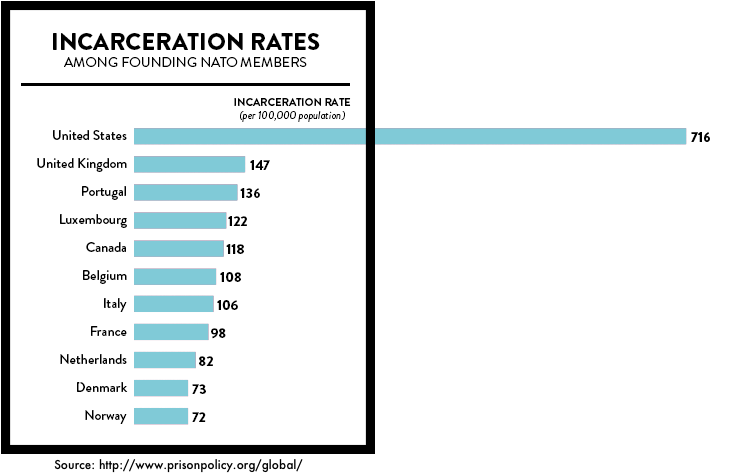 INCARCERATION RATES
AMONG FOUNDING NATO MEMBERS
INCARCERATION RATE
(per 100,000 population)
United States 716
United Kingdom 147
Portugal 136
Luxembourg 122
Canada 118
Belgium 108
Italy 106
France 98
Netherlands 82
Denmark 73
Norway 72
Source: http://www.prisonpolicy.org/global/